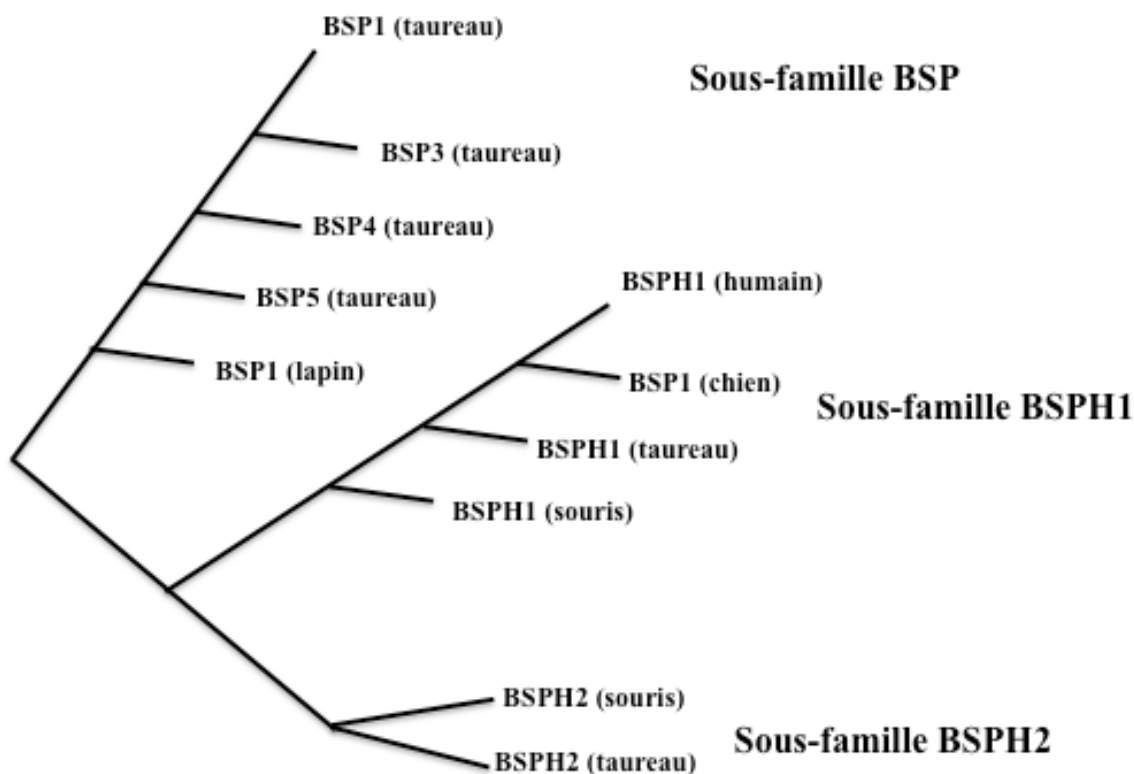 BSP1 (taureau)
Sous-famille BSP
BSP3 (taureau)
BSP4 (taureau)
BSP5 (taureau)
BSP1 (lapin)
BSPH1 (humain)
BSP1 (chien)
Sous-famille BSPH1
BSPH1 (taureau)
BSPH1 (souris)
BSPH2 (souris)
Sous-famille BSPH2
BSPH2 (taureau)